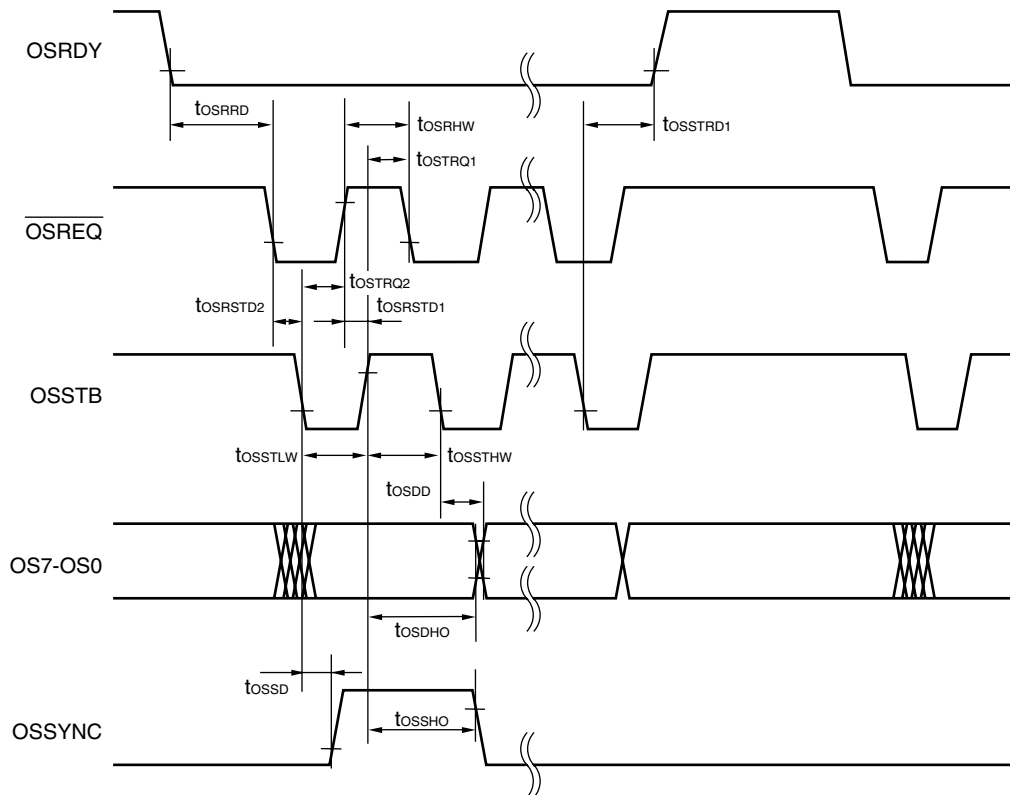 OSRDY
tOSRRD
tOSRHW
tOSSTRD1
tOSTRQ1
OSREQ
tOSTRQ2
tOSRSTD2
tOSRSTD1
OSSTB
tOSSTLW
tOSSTHW
tOSDD
OS7-OS0
tOSDHO
tOSSD
OSSYNC
tOSSHO